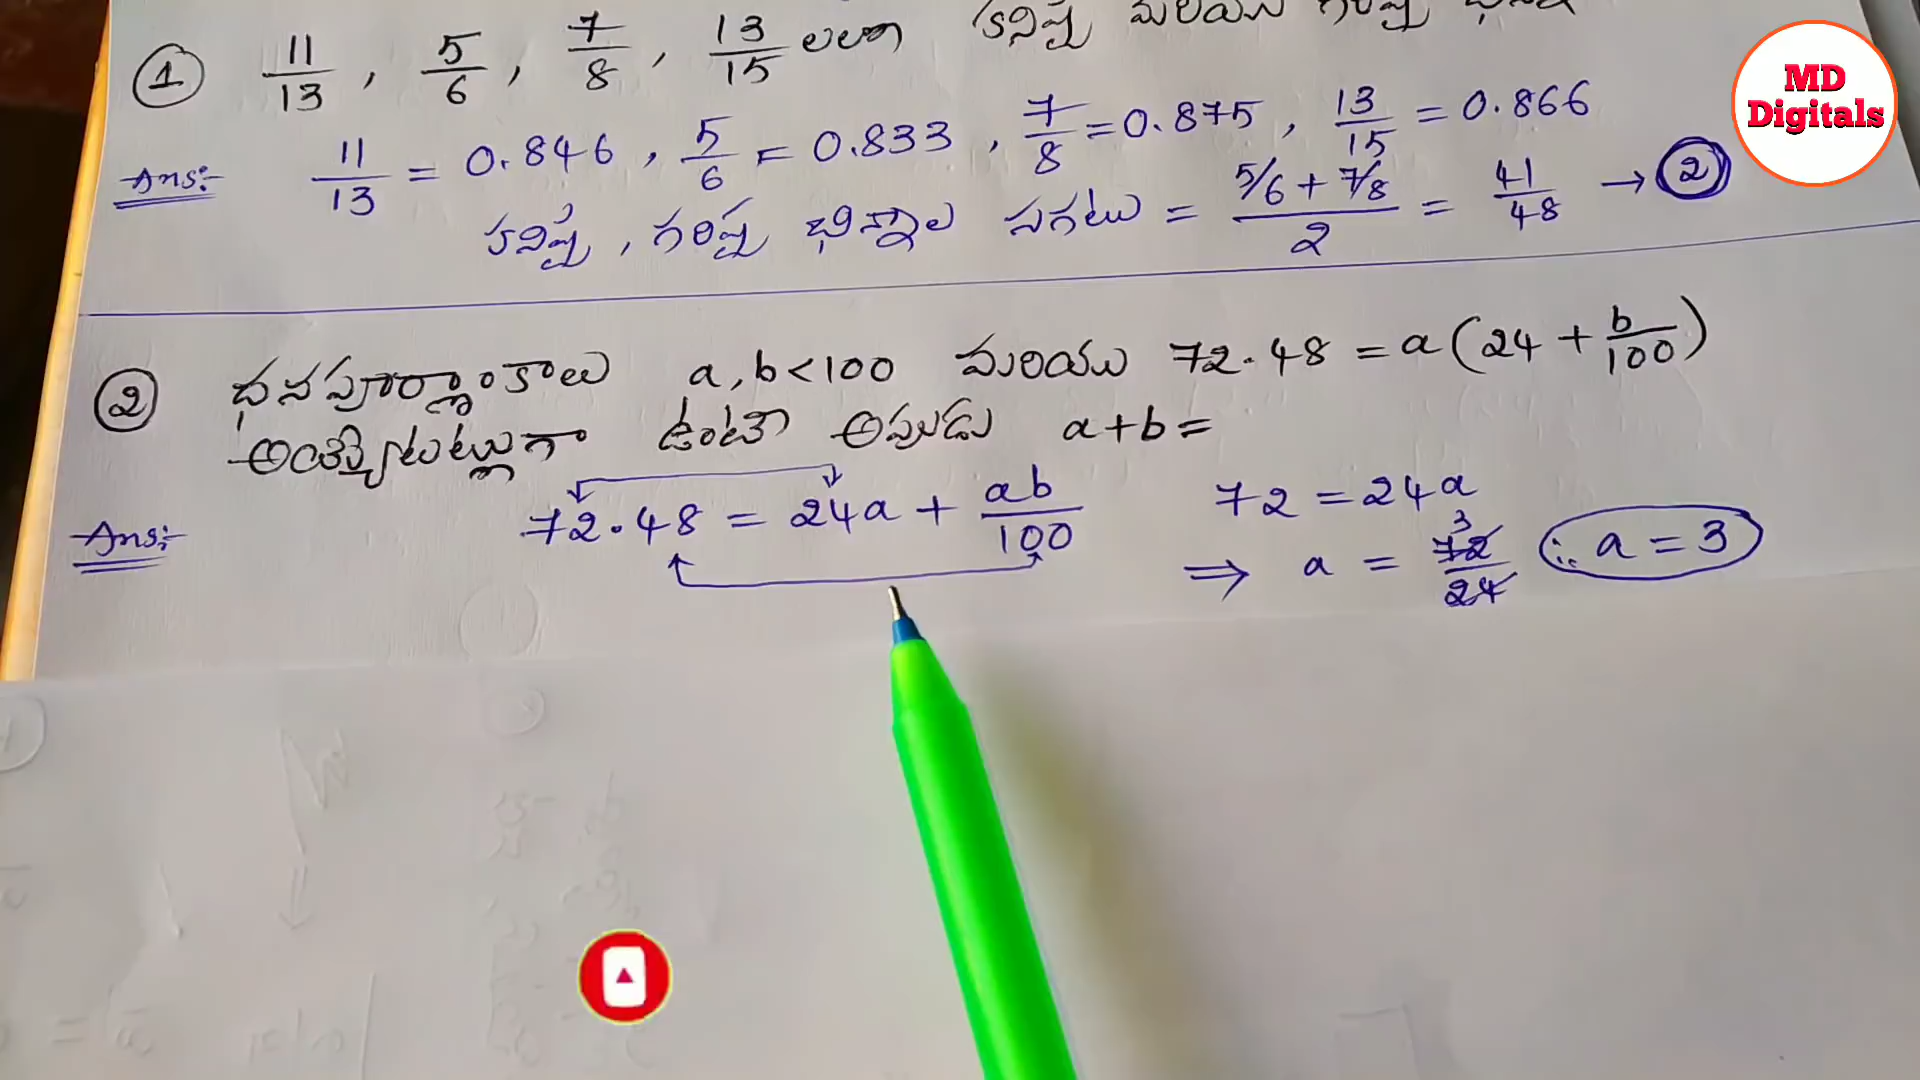 ① 11/13, 5/6, 7/8, 13/15 లలో కనిష్ఠ మరియు గరిష్ఠ
MD Digitals
Ans:- 11/13 = 0.846, 5/6 = 0.833, 7/8 = 0.875, 13/15 = 0.866
కనిష్ఠ, గరిష్ఠ భిన్నాల సగటు = (5/6 + 7/8)/2 = 41/48 → ②
② ధనపూర్ణాంకాలు a, b < 100 మరియు 72.48 = a(24 + b/100)
అయ్యేటట్లుగా ఉంటే అప్పుడు a+b =
Ans:- 72.48 = 24a + ab/100 72 = 24a
⇒ a = 72/24 3 ∴ a = 3